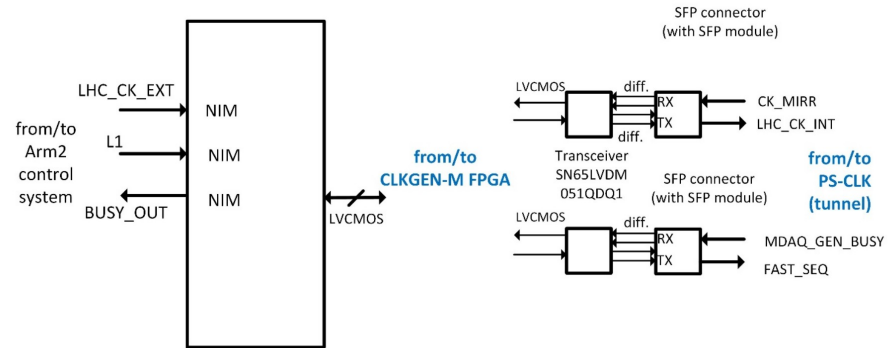 SFP connector
(with SFP module)
LHC_CK_EXT
NIM
from/to
Arm2
control
system
L1
NIM
BUSY_OUT
NIM
LVCMOS
from/to
CLKGEN-M FPGA
LVCMOS
diff.
RX
TX
diff.
CK_MIRR
LHC_CK_INT
Transceiver
SN65LVDM
051QDQ1
SFP connector
(with SFP module)
from/to
PS-CLK
(tunnel)
LVCMOS
diff.
RX
TX
MDAQ_GEN_BUSY
FAST_SEQ